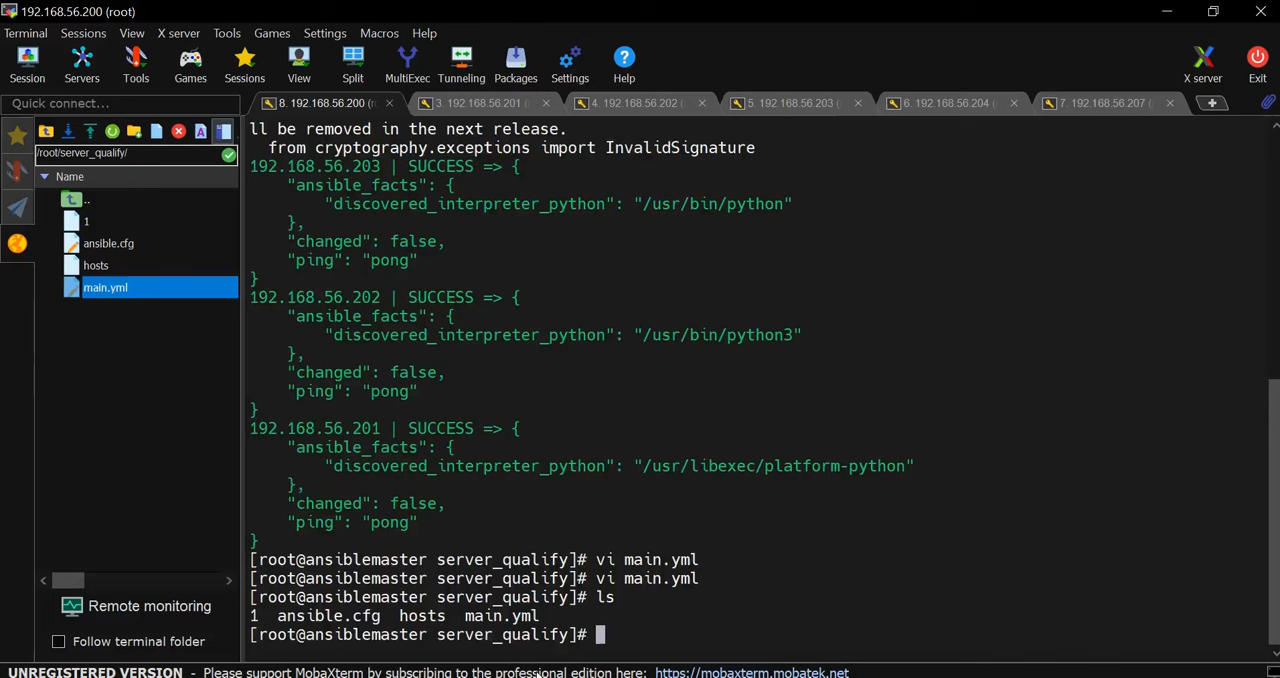 192.168.56.200 (root)
Terminal Sessions View X server Tools Games Settings Macros Help
Session Servers Tools Games Sessions View Split MultiExec Tunneling Packages Settings Help X server Exit
Quick connect...
8. 192.168.56.200 (r 3. 192.168.56.201 ( 4. 192.168.56.202 ( 5. 192.168.56.203 ( 6. 192.168.56.204 ( 7. 192.168.56.207 (
/root/server_qualify/
Name
..
1
ansible.cfg
hosts
main.yml
Remote monitoring
Follow terminal folder
ll be removed in the next release.
from cryptography.exceptions import InvalidSignature
192.168.56.203 | SUCCESS => {
"ansible_facts": {
"discovered_interpreter_python": "/usr/bin/python"
},
"changed": false,
"ping": "pong"
}
192.168.56.202 | SUCCESS => {
"ansible_facts": {
"discovered_interpreter_python": "/usr/bin/python3"
},
"changed": false,
"ping": "pong"
}
192.168.56.201 | SUCCESS => {
"ansible_facts": {
"discovered_interpreter_python": "/usr/libexec/platform-python"
},
"changed": false,
"ping": "pong"
}
[root@ansiblemaster server_qualify]# vi main.yml
[root@ansiblemaster server_qualify]# vi main.yml
[root@ansiblemaster server_qualify]# ls
1 ansible.cfg hosts main.yml
[root@ansiblemaster server_qualify]#
UNREGISTERED VERSION - Please support MobaXterm by subscribing to the professional edition here: https://mobaxterm.mobatek.net